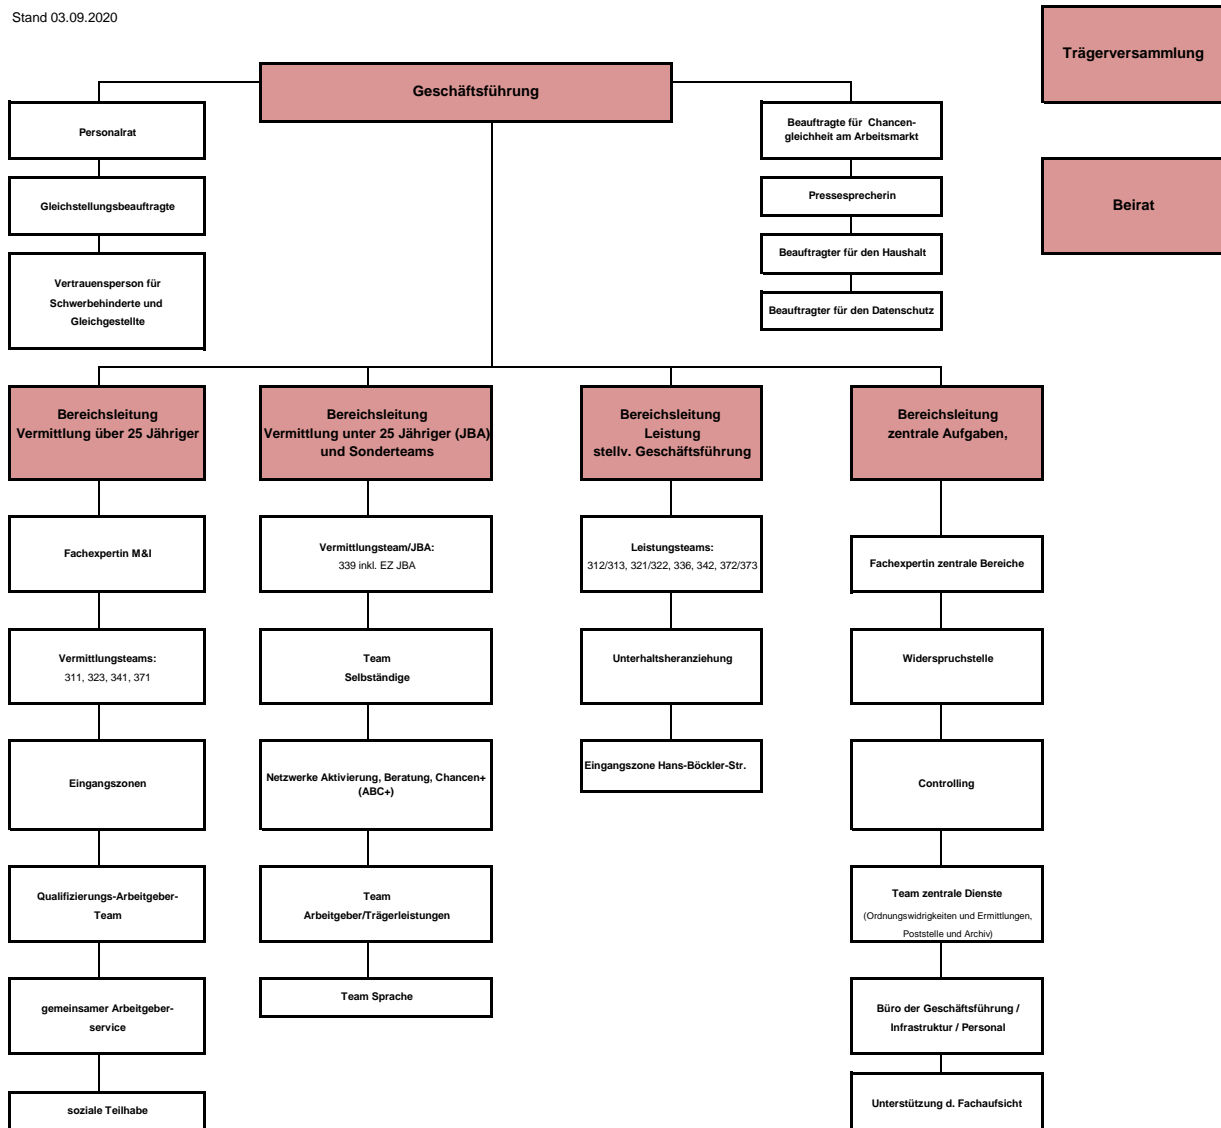 Stand 03.09.2020
Trägerversammlung
Geschäftsführung
Personalrat
Beauftragte für Chancen-
gleichheit am Arbeitsmarkt
Gleichstellungsbeauftragte
Pressesprecherin
Beirat
Vertrauensperson für
Schwerbehinderte und
Gleichgestellte
Beauftragter für den Haushalt
Beauftragter für den Datenschutz
Bereichsleitung
Vermittlung über 25 Jähriger
Bereichsleitung
Vermittlung unter 25 Jähriger (JBA)
und Sonderteams
Bereichsleitung
Leistung
stellv. Geschäftsführung
Bereichsleitung
zentrale Aufgaben,
Fachexpertin M&I
Vermittlungsteam/JBA:
339 inkl. EZ JBA
Leistungsteams:
312/313, 321/322, 336, 342, 372/373
Fachexpertin zentrale Bereiche
Vermittlungsteams:
311, 323, 341, 371
Team
Selbständige
Unterhaltsheranziehung
Widerspruchstelle
Eingangszonen
Netzwerke Aktivierung, Beratung, Chancen+
(ABC+)
Eingangszone Hans-Böckler-Str.
Controlling
Qualifizierungs-Arbeitgeber-
Team
Team
Arbeitgeber/Trägerleistungen
Team zentrale Dienste
(Ordnungswidrigkeiten und Ermittlungen,
Poststelle und Archiv)
gemeinsamer Arbeitgeber-
service
Team Sprache
Büro der Geschäftsführung /
Infrastruktur / Personal
soziale Teilhabe
Unterstützung d. Fachaufsicht